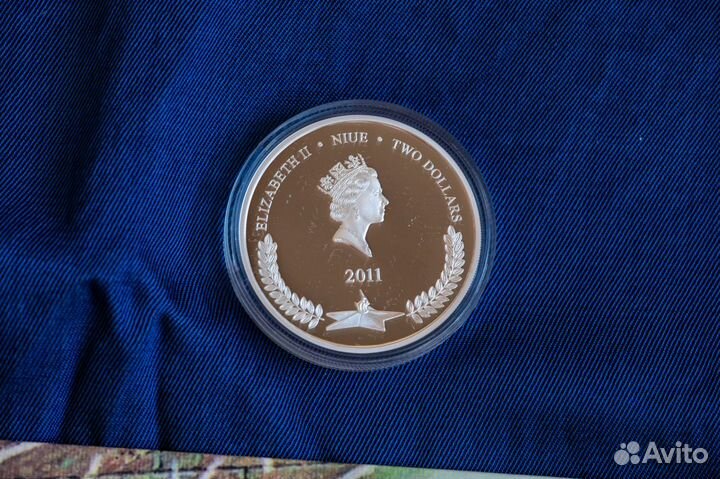 ELIZABETH II • NIUE • TWO DOLLARS
2011
Avito